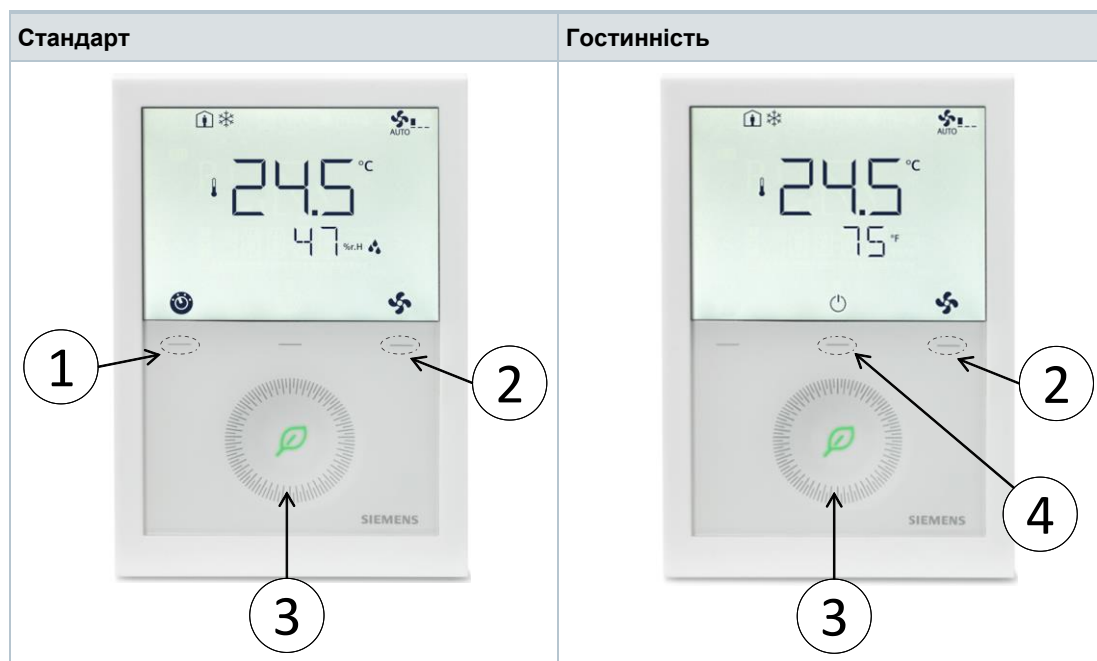 Стандарт
Гостинність
AUTO
24.5 °C
47 %r.H
1
2
SIEMENS
3
AUTO
24.5 °C
75 °F
2
SIEMENS
4
3